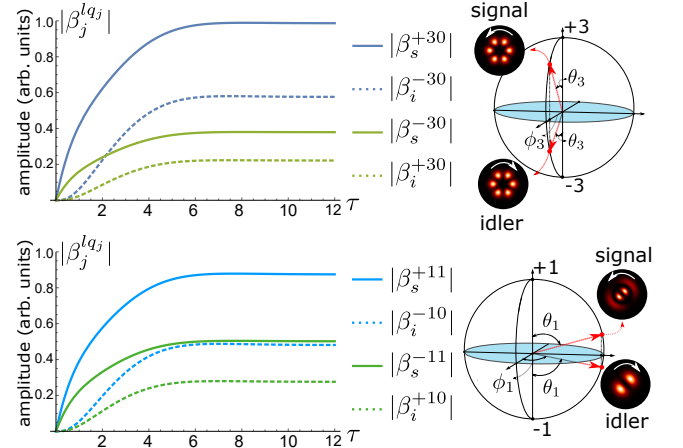 |β_j^{lq_j}|
amplitude (arb. units)
1.0
0.8
0.6
0.4
0.2
2
4
6
8
10
12
τ
|β_s^{+30}|
|β_i^{-30}|
|β_s^{-30}|
|β_i^{+30}|
signal
+3
θ_3
ϕ_3
θ_3
-3
idler
|β_j^{lq_j}|
amplitude (arb. units)
1.0
0.8
0.6
0.4
0.2
2
4
6
8
10
12
τ
|β_s^{+11}|
|β_i^{-10}|
|β_s^{-11}|
|β_i^{+10}|
signal
+1
θ_1
ϕ_1
θ_1
-1
idler